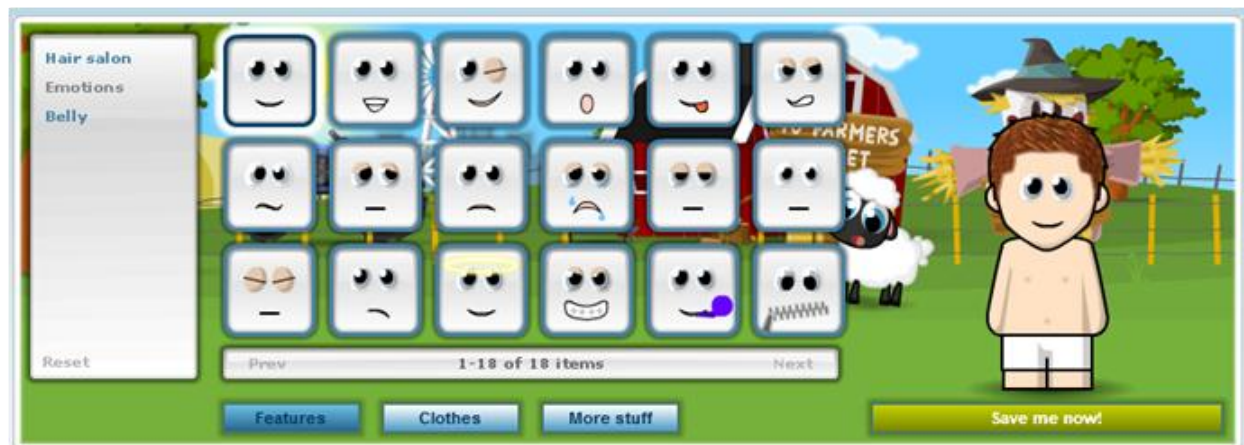 Hair salon
Emotions
Belly
Reset
FARMERS
Prev
1-18 of 18 items
Next
Features
Clothes
More stuff
Save me now!